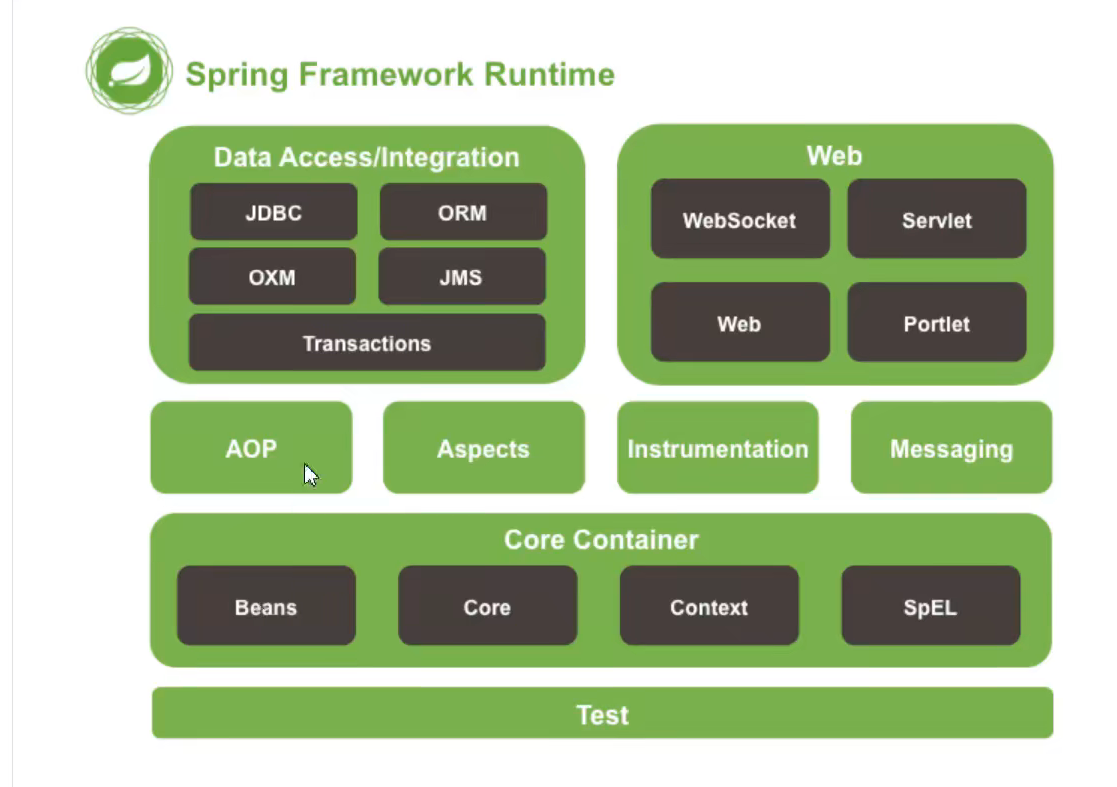 Spring Framework Runtime
Data Access/Integration
JDBC ORM
OXM JMS
Transactions
Web
WebSocket Servlet
Web Portlet
AOP Aspects Instrumentation Messaging
Core Container
Beans Core Context SpEL
Test